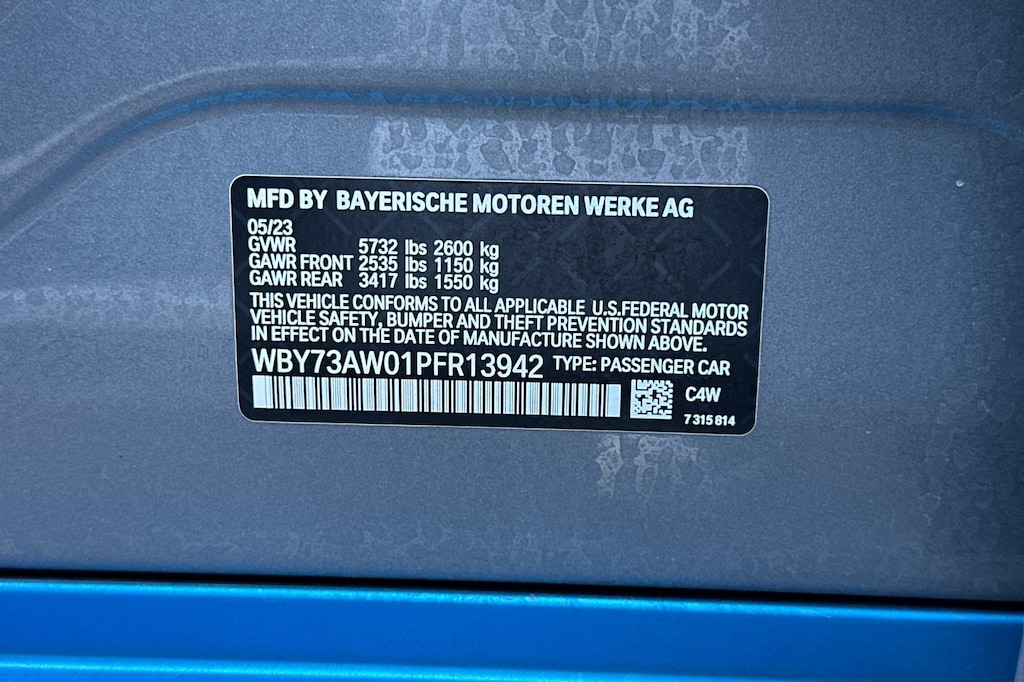 MFD BY BAYERISCHE MOTOREN WERKE AG
05/23
GVWR 5732 lbs 2600 kg
GAWR FRONT 2535 lbs 1150 kg
GAWR REAR 3417 lbs 1550 kg
THIS VEHICLE CONFORMS TO ALL APPLICABLE U.S.FEDERAL MOTOR
VEHICLE SAFETY, BUMPER AND THEFT PREVENTION STANDARDS
IN EFFECT ON THE DATE OF MANUFACTURE SHOWN ABOVE.
WBY73AW01PFR13942 TYPE: PASSENGER CAR
C4W
7 315 814